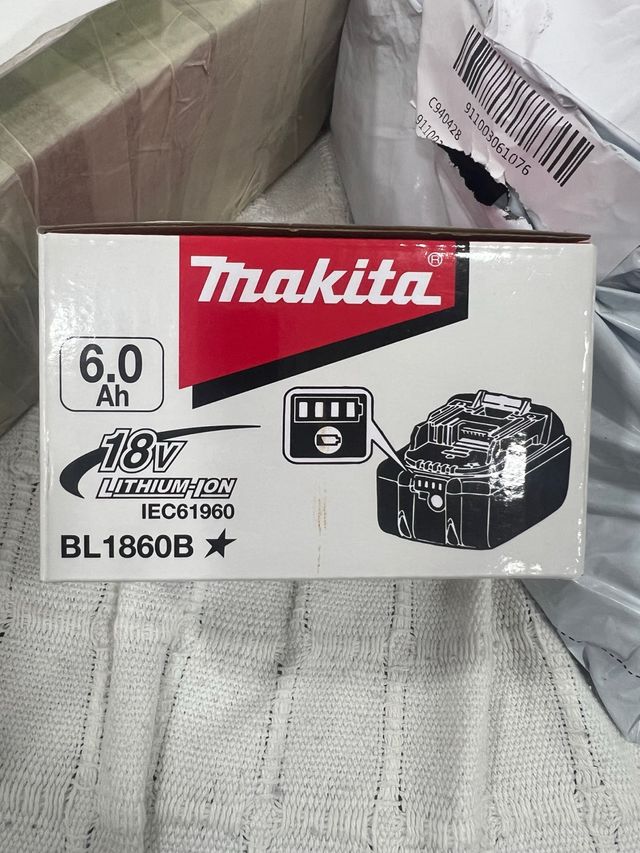 C940428
911003061076
makita®
6.0
Ah
18V
LITHIUM-ION
IEC61960
BL1860B ★